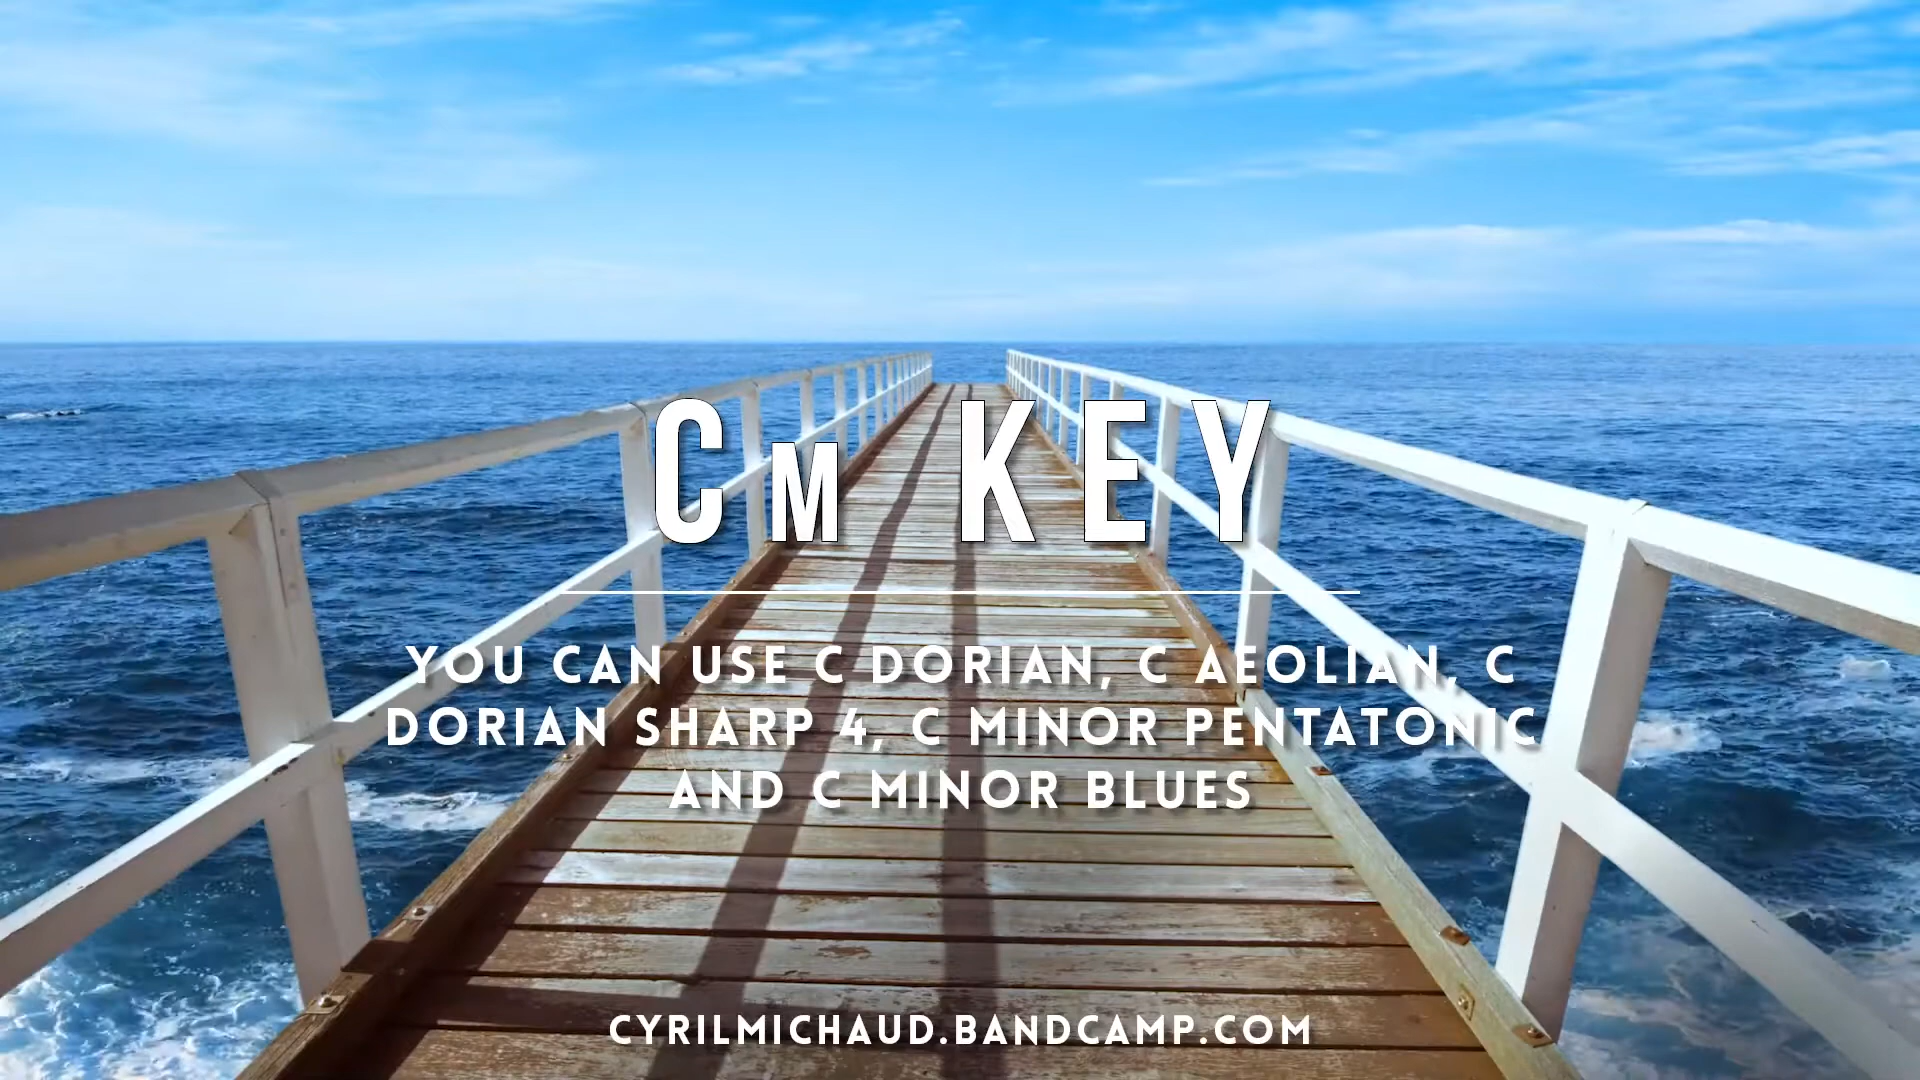 CM KEY
YOU CAN USE C DORIAN, C AEOLIAN, C
DORIAN SHARP 4, C MINOR PENTATONIC
AND C MINOR BLUES
CYRILMICHAUD.BANDCAMP.COM